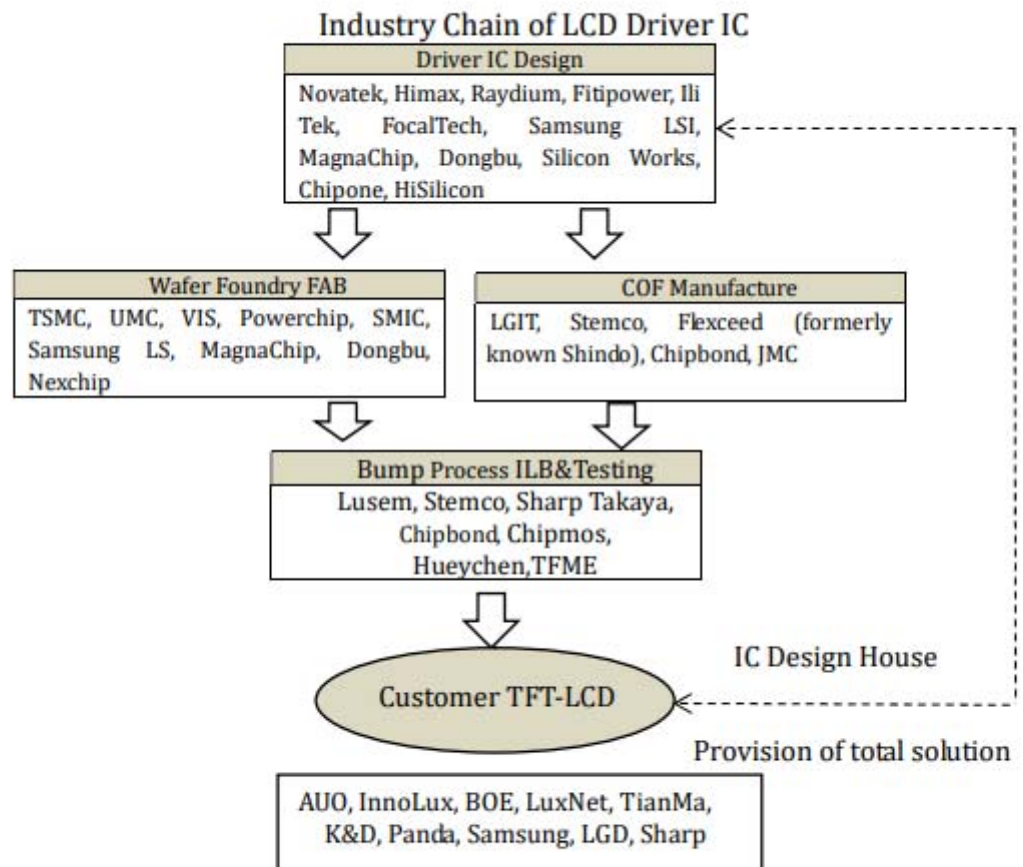 Industry Chain of LCD Driver IC
Driver IC Design
Novatek, Himax, Raydium, Fitipower, Ili
Tek, FocalTech, Samsung LSI,
MagnaChip, Dongbu, Silicon Works,
Chipone, HiSilicon
Wafer Foundry FAB
TSMC, UMC, VIS, Powerchip, SMIC,
Samsung LS, MagnaChip, Dongbu,
Nexchip
COF Manufacture
LGIT, Stemco, Flexceed (formerly
known Shindo), Chipbond, JMC
Bump Process ILB&Testing
Lusem, Stemco, Sharp Takaya,
Chipbond, Chipmos,
Hueychen,TFME
IC Design House
Customer TFT-LCD
Provision of total solution
AUO, InnoLux, BOE, LuxNet, TianMa,
K&D, Panda, Samsung, LGD, Sharp